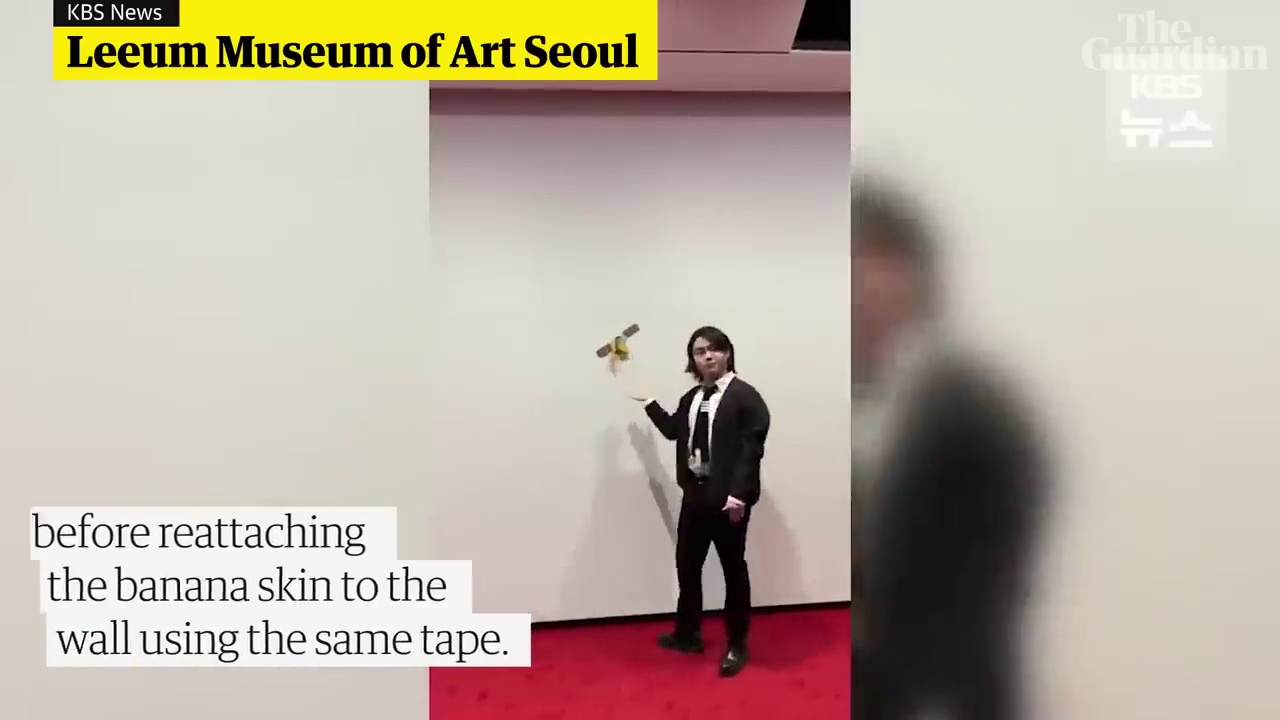 KBS News
Leeum Museum of Art Seoul
The
Guardian
KBS
뉴스
before reattaching
the banana skin to the
wall using the same tape.